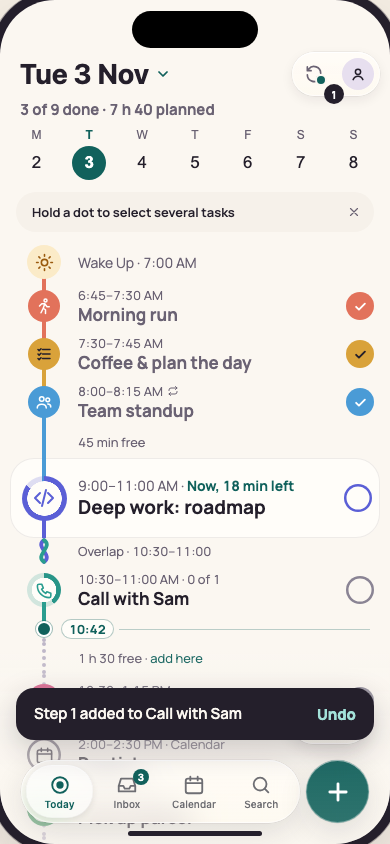 Tue 3 Nov
1
3 of 9 done · 7 h 40 planned
M T W T F S S
2 3 4 5 6 7 8
Hold a dot to select several tasks
Wake Up · 7:00 AM
6:45–7:30 AM
Morning run
7:30–7:45 AM
Coffee & plan the day
8:00–8:15 AM
Team standup
45 min free
9:00–11:00 AM · Now, 18 min left
Deep work: roadmap
Overlap · 10:30–11:00
10:30–11:00 AM · 0 of 1
Call with Sam
10:42
1 h 30 free · add here
Step 1 added to Call with Sam
Undo
2:00–2:30 PM · Calendar
3
Today
Inbox
Calendar
Search